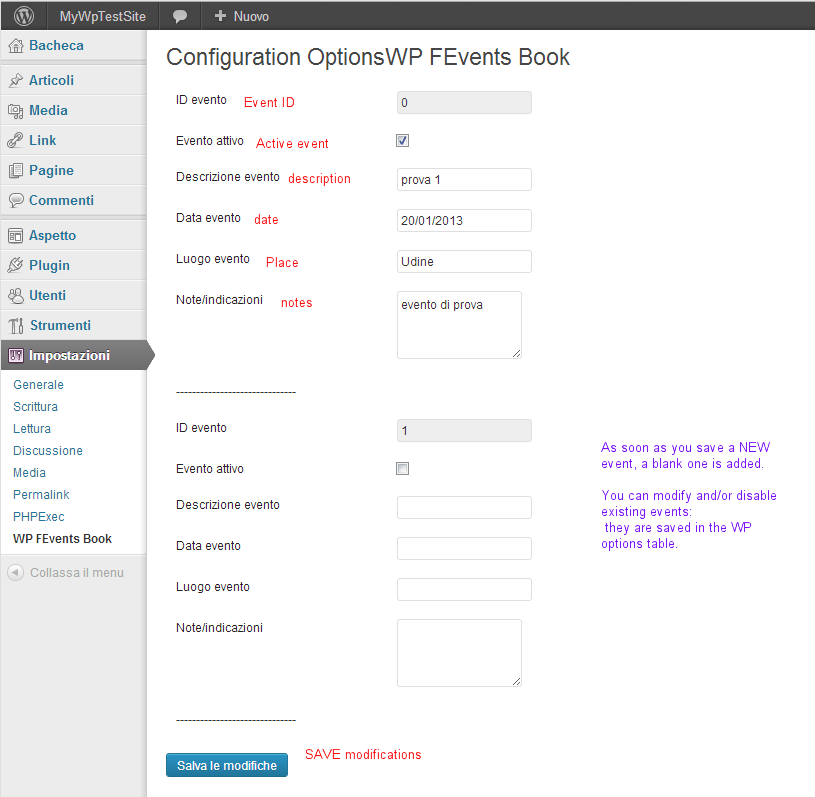 MyWpTestSite Nuovo
Bacheca
Articoli
Media
Link
Pagine
Commenti
Aspetto
Plugin
Utenti
Strumenti
Impostazioni
Generale
Scrittura
Lettura
Discussione
Media
Permalink
PHPExec
WP FEvents Book
Collassa il menu
Configuration OptionsWP FEvents Book
ID evento Event ID 0
Evento attivo Active event
Descrizione evento description prova 1
Data evento date 20/01/2013
Luogo evento Place Udine
Note/indicazioni notes evento di prova
------------------------------
ID evento 1
Evento attivo
Descrizione evento
Data evento
Luogo evento
Note/indicazioni
As soon as you save a NEW
event, a blank one is added.
You can modify and/or disable
existing events:
they are saved in the WP
options table.
------------------------------
Salva le modifiche SAVE modifications